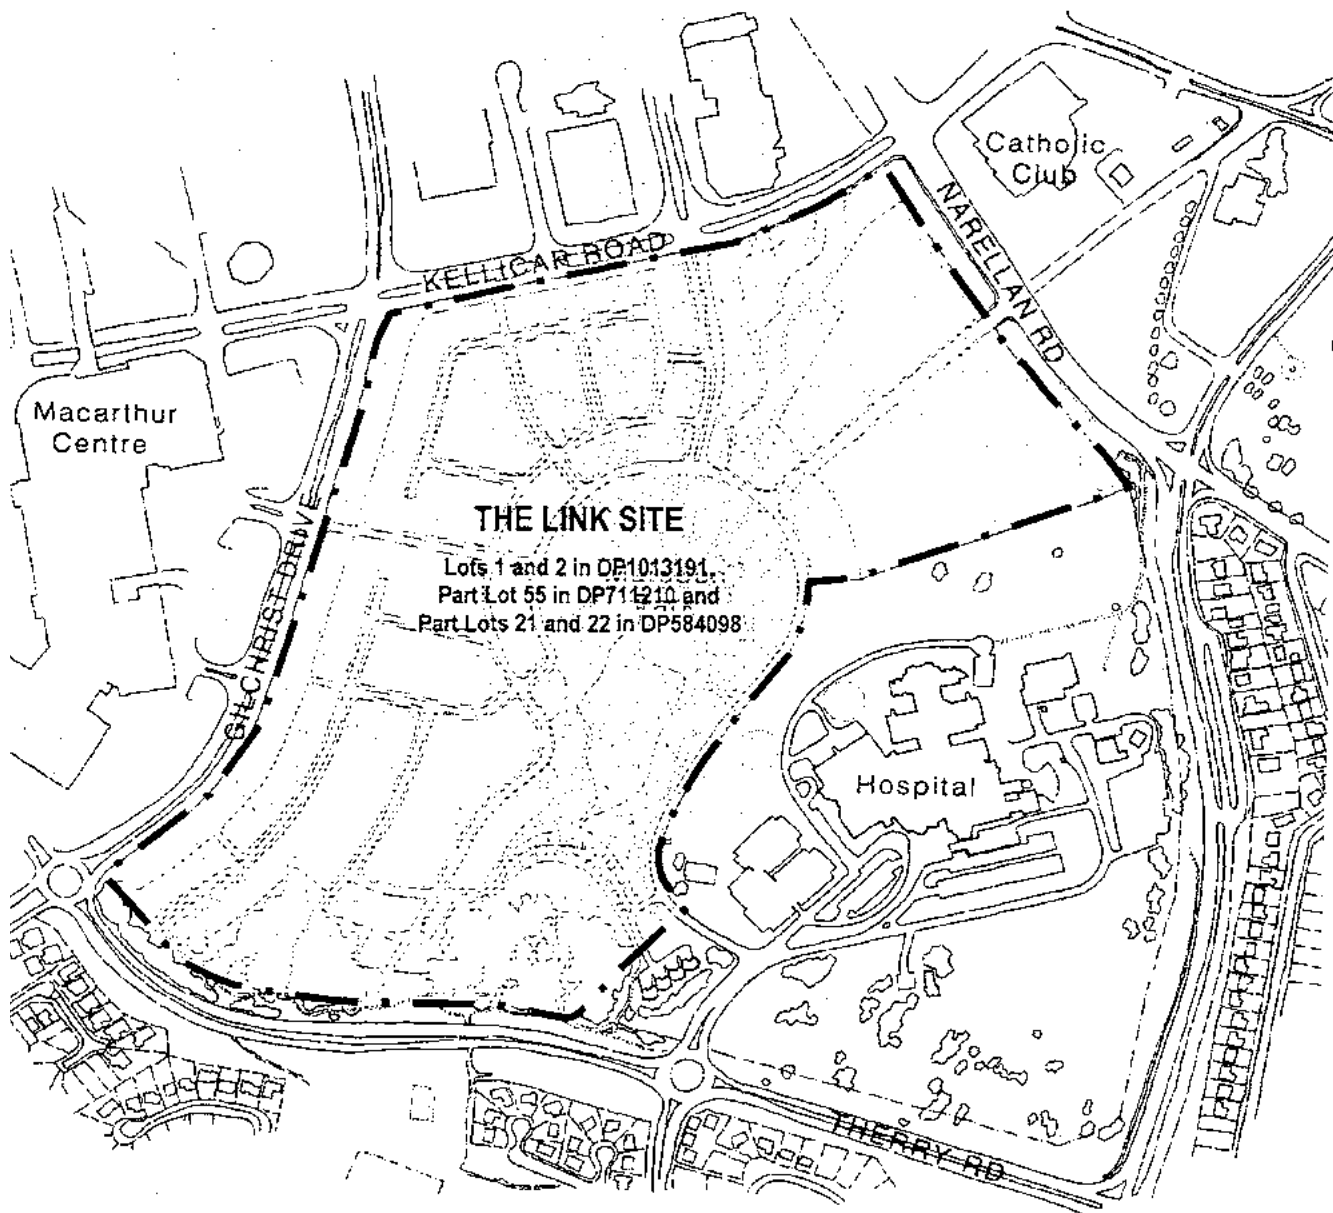 Catholic
Club
NARELLAN RD
KELLICAR ROAD
Macarthur
Centre
GILCHRIST DRIVE
THE LINK SITE
Lots 1 and 2 in DP1013191,
Part Lot 55 in DP711210 and
Part Lots 21 and 22 in DP584098
Hospital
THERRY RD